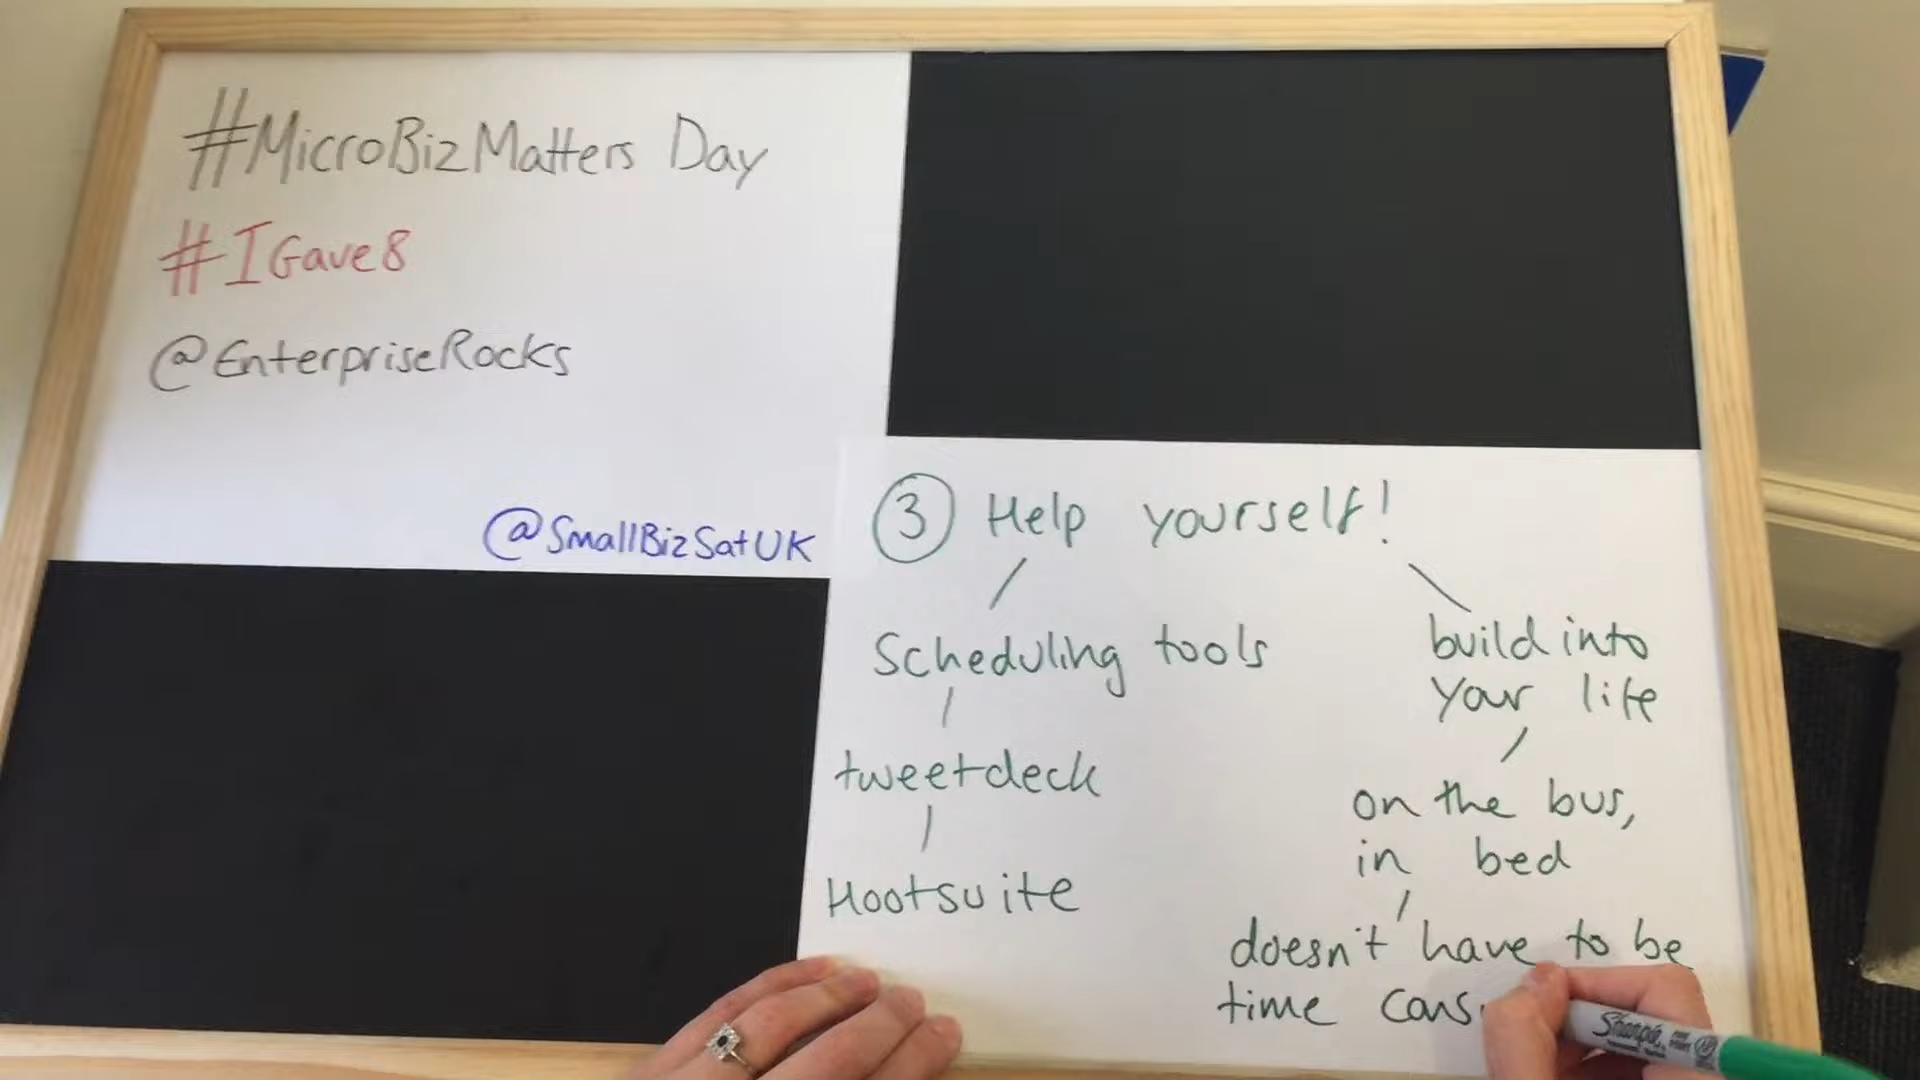 #MicroBizMatters Day
#IGave8
@EnterpriseRocks
@SmallBizSatUK
3 Help yourself!
Scheduling tools
tweetdeck
Hootsuite
build into
your life
on the bus,
in bed
doesn't have to be
time cons
Sharpie